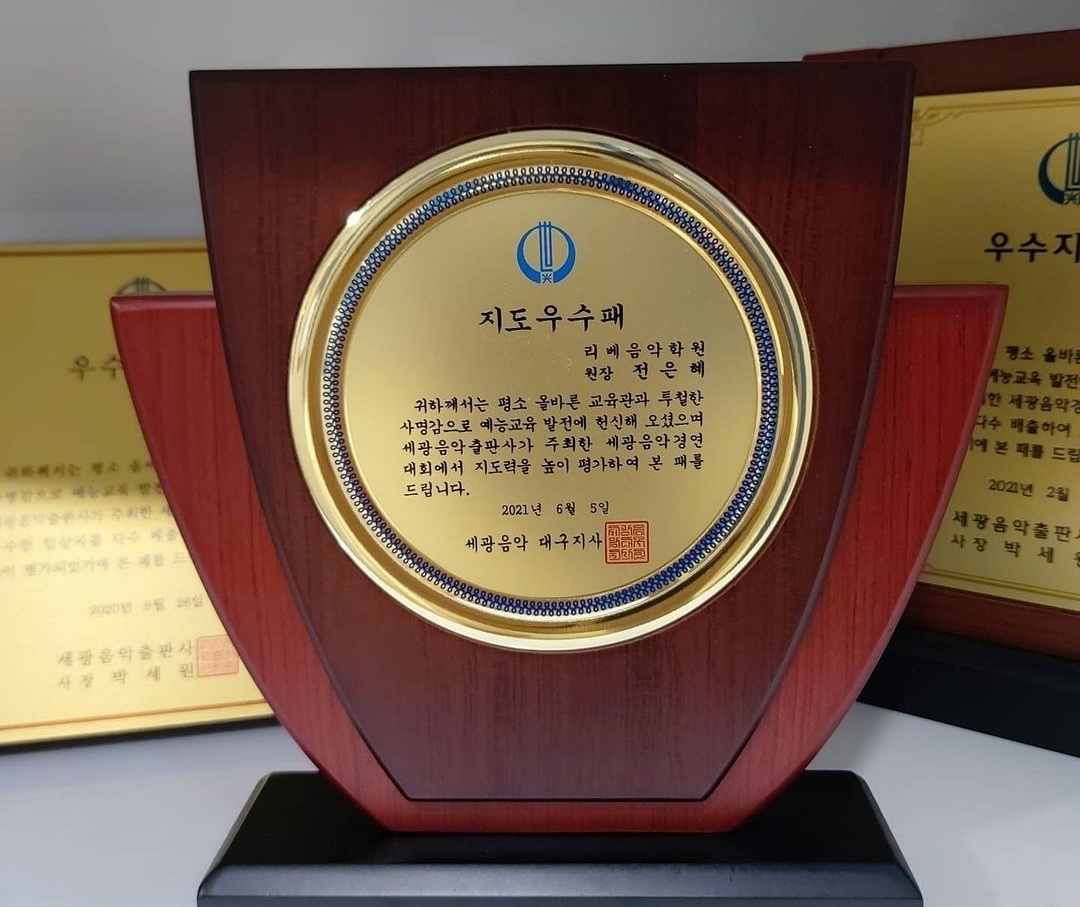 지도우수패
리베음악학원
원장 전은혜
귀하께서는 평소 올바른 교육관과 투철한
사명감으로 예능교육 발전에 헌신해 오셨으며
세광음악출판사가 주최한 세광음악경연
대회에서 지도력을 높이 평가하여 본 패를
드립니다.
2021년 6월 5일
세광음악 대구지사
우수
귀하께서는 평소
2020년 9월 26일
세광음악출판사
사장 박세원
우수지
평소 올바른
예능교육 발전
한 세광음악경
다수 배출하여
에 본 패를 드립
2021년 2월
세광음악출판사
사장 박세원